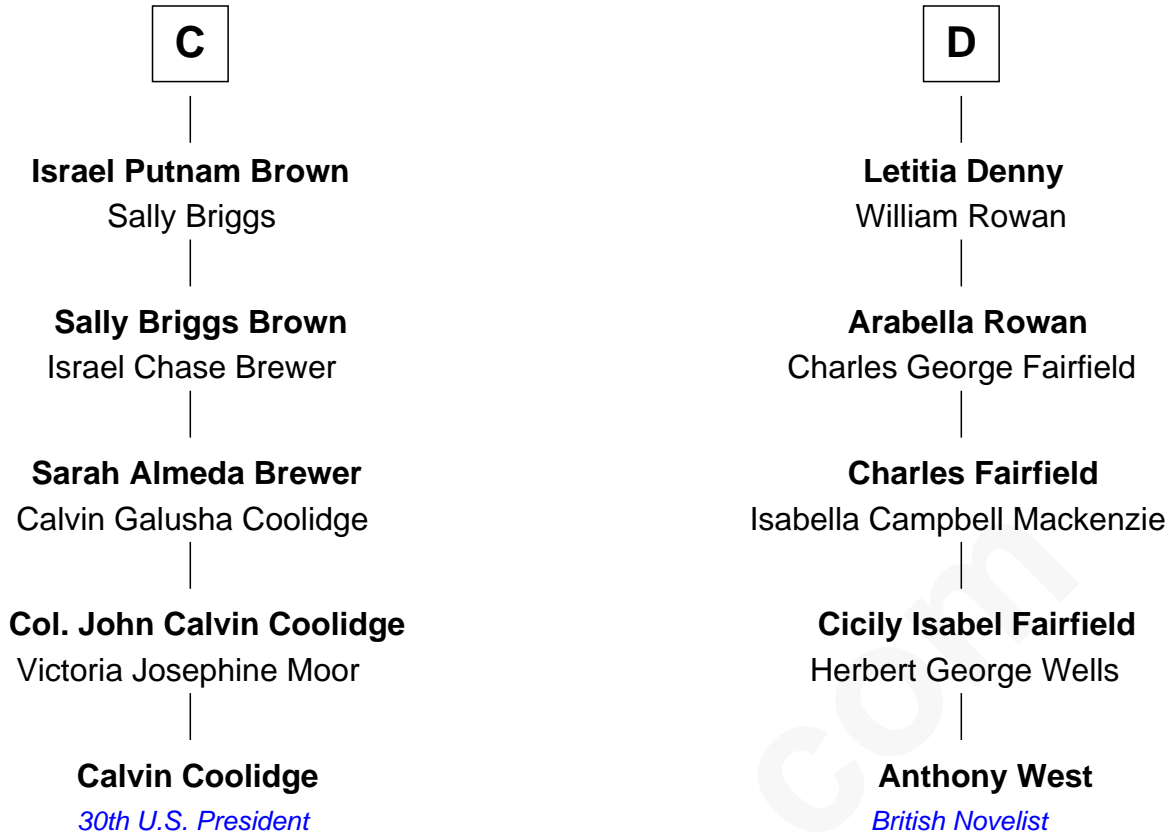 C
Israel Putnam Brown
Sally Briggs
Sally Briggs Brown
Israel Chase Brewer
Sarah Almeda Brewer
Calvin Galusha Coolidge
Col. John Calvin Coolidge
Victoria Josephine Moor
Calvin Coolidge
30th U.S. President
D
Letitia Denny
William Rowan
Arabella Rowan
Charles George Fairfield
Charles Fairfield
Isabella Campbell Mackenzie
Cicily Isabel Fairfield
Herbert George Wells
Anthony West
British Novelist
com